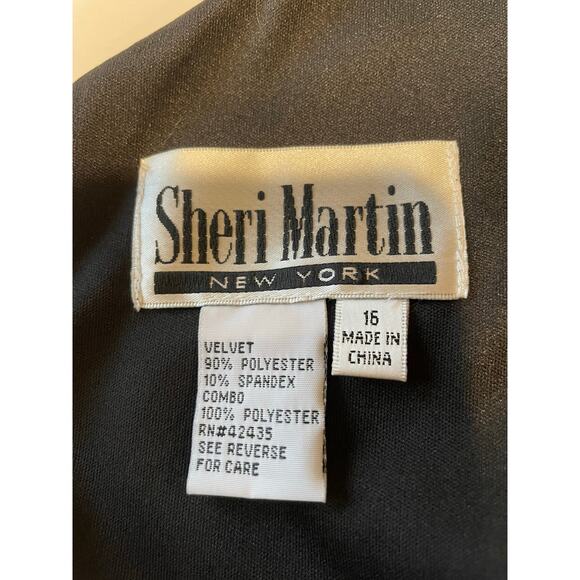 Sheri Martin
NEW YORK
16
MADE IN
CHINA
VELVET
90% POLYESTER
10% SPANDEX
COMBO
100% POLYESTER
RN#42435
SEE REVERSE
FOR CARE